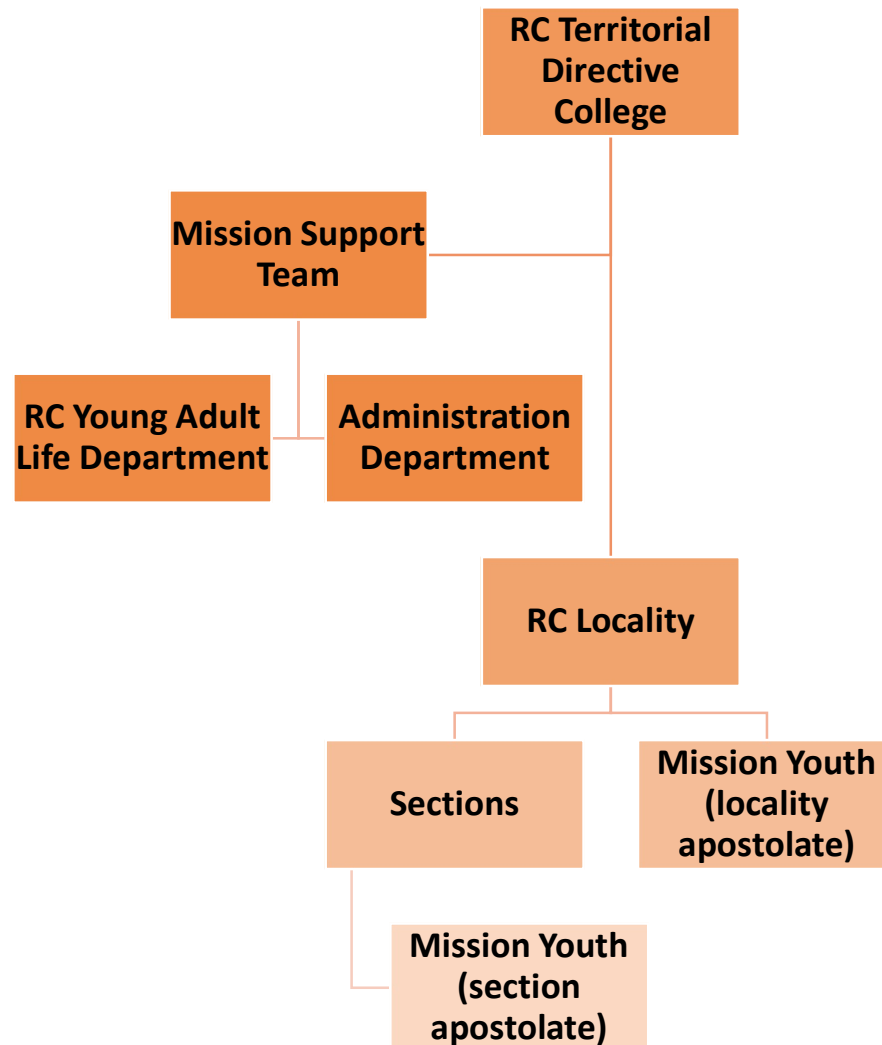 RC Territorial
Directive
College
Mission Support
Team
RC Young Adult
Life Department
Administration
Department
RC Locality
Sections
Mission Youth
(locality
apostolate)
Mission Youth
(section
apostolate)